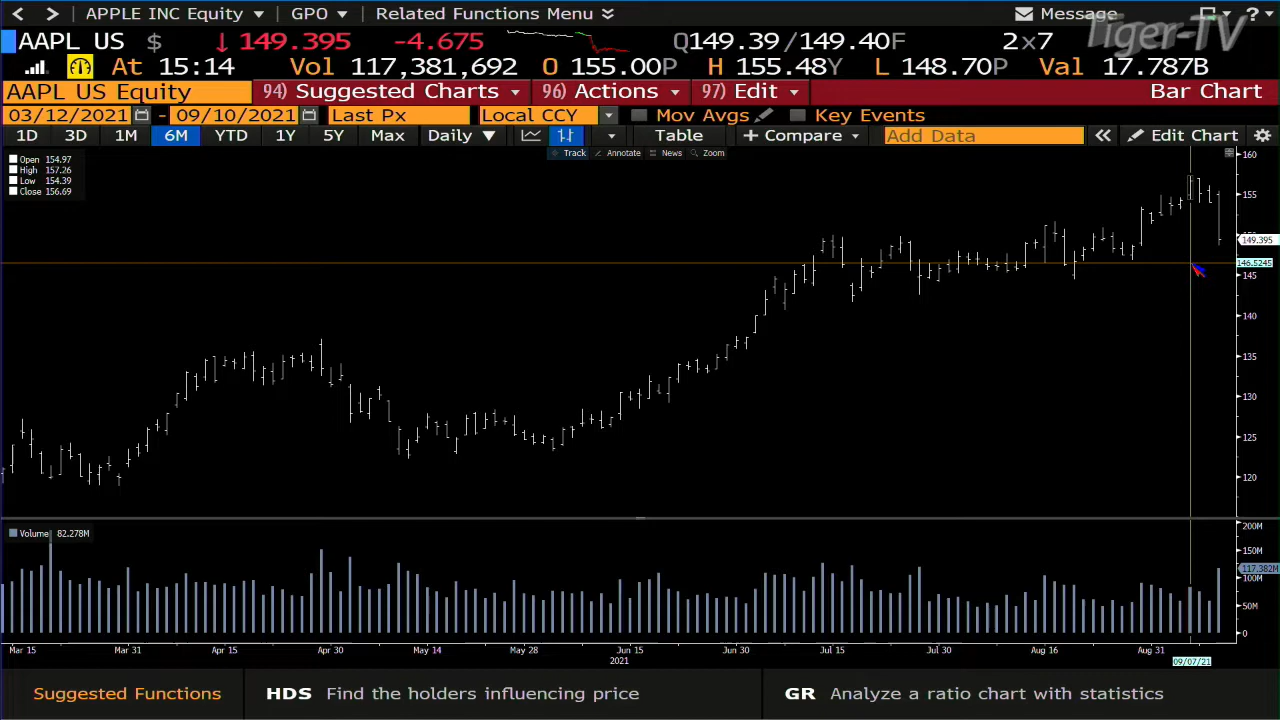 APPLE INC Equity GPO Related Functions Menu Message
Tiger-TV
AAPL US $ ↓ 149.395 -4.675 Q149.39 /149.40F 2×7
At 15:14 Vol 117,381,692 O 155.00P H 155.48Y L 148.70P Val 17.787B
AAPL US Equity 94) Suggested Charts 96) Actions 97) Edit Bar Chart
03/12/2021 - 09/10/2021 Last Px Local CCY Mov Avgs Key Events
1D 3D 1M 6M YTD 1Y 5Y Max Daily ▼ Table + Compare Add Data « Edit Chart
Track Annotate News Zoom
Open 154.97
High 157.26
Low 154.39
Close 156.69
160
155
149.395
146.5245
145
140
135
130
125
120
Volume 82.278M
200M
150M
117.382M
100M
50M
0
Mar 15 Mar 31 Apr 15 Apr 30 May 14 May 28 Jun 15 Jun 30 Jul 15 Jul 30 Aug 16 Aug 31
2021 09/07/21
Suggested Functions HDS Find the holders influencing price GR Analyze a ratio chart with statistics